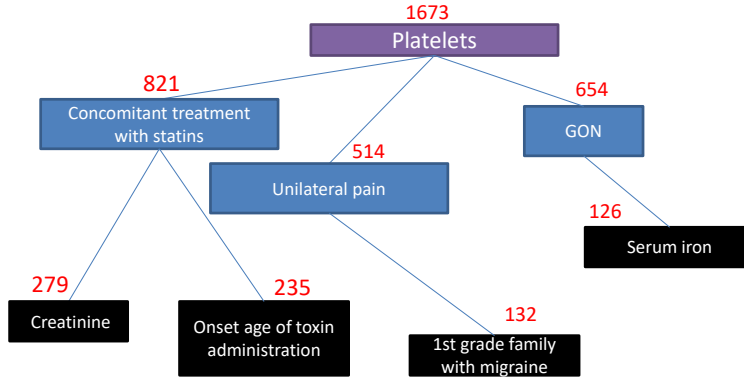 1673
Platelets
821
Concomitant treatment
with statins
654
GON
514
Unilateral pain
126
Serum iron
279
Creatinine
235
Onset age of toxin
administration
132
1st grade family
with migraine